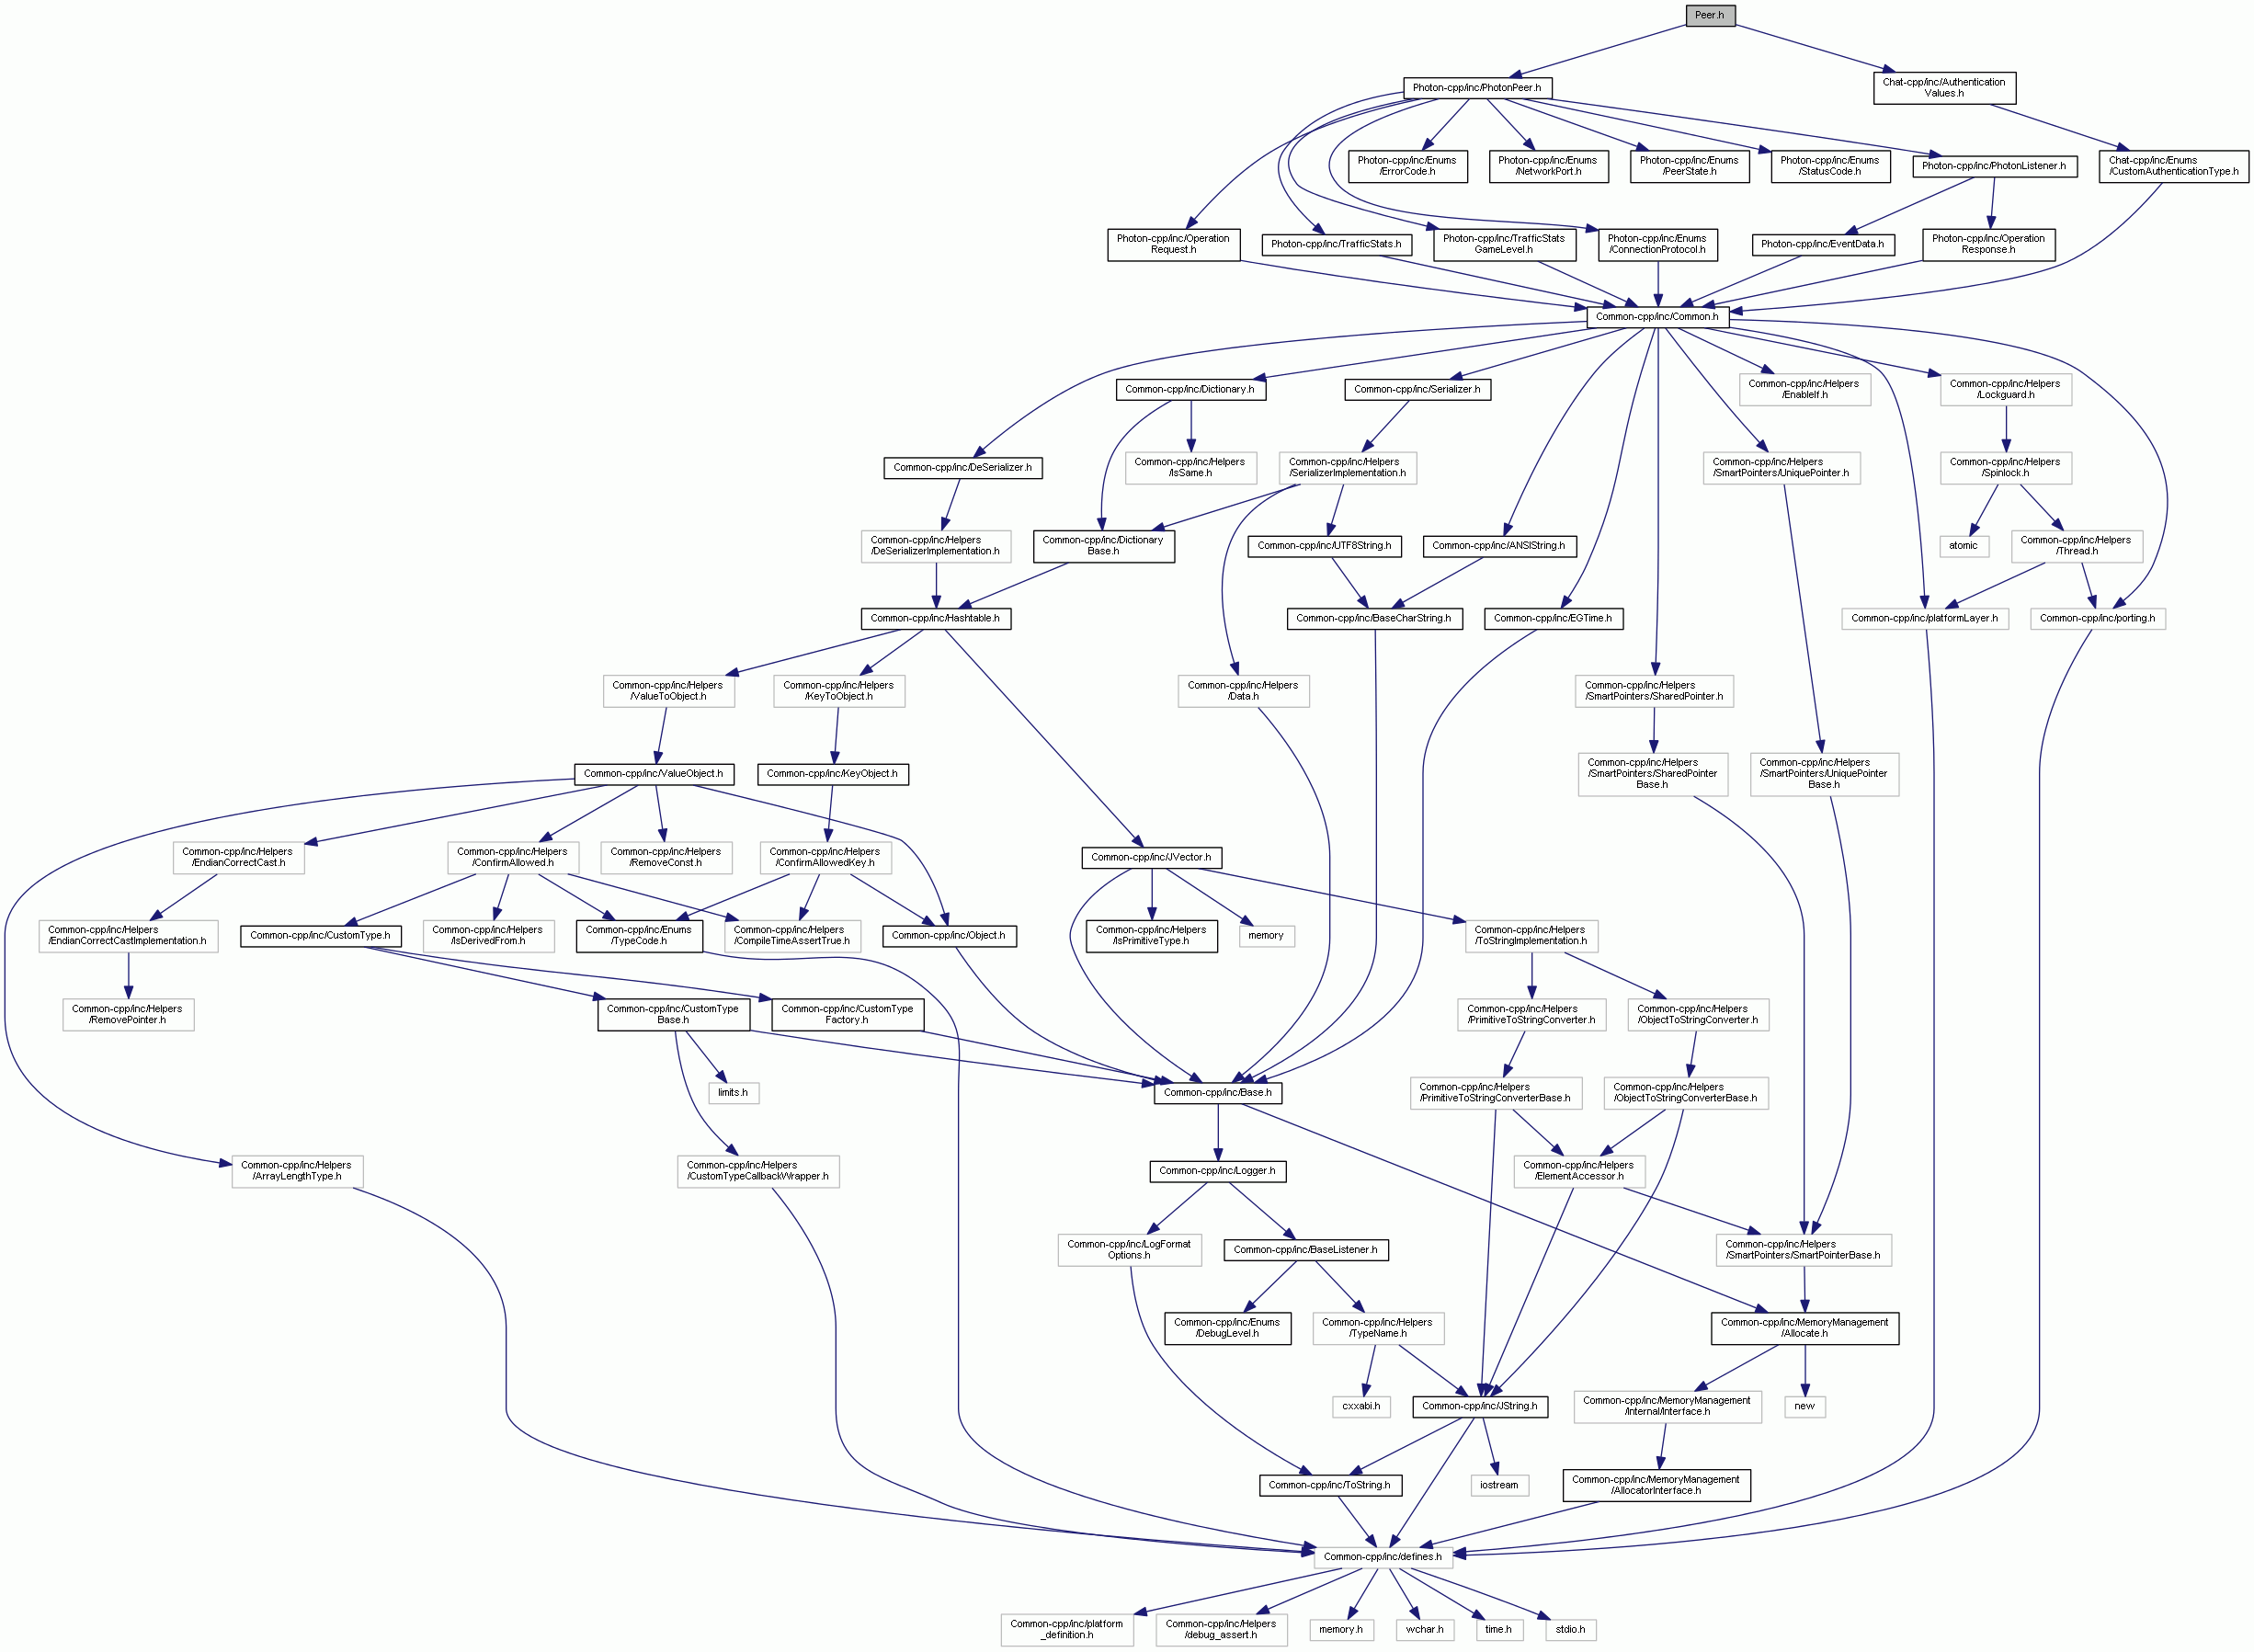 Peer.h
Photon-cpp/inc/PhotonPeer.h
Chat-cpp/inc/Authentication
Values.h
Photon-cpp/inc/Enums
/ErrorCode.h
Photon-cpp/inc/Enums
/NetworkPort.h
Photon-cpp/inc/Enums
/PeerState.h
Photon-cpp/inc/Enums
/StatusCode.h
Photon-cpp/inc/PhotonListener.h
Chat-cpp/inc/Enums
/CustomAuthenticationType.h
Photon-cpp/inc/Operation
Request.h
Photon-cpp/inc/TrafficStats.h
Photon-cpp/inc/TrafficStats
GameLevel.h
Photon-cpp/inc/Enums
/ConnectionProtocol.h
Photon-cpp/inc/EventData.h
Photon-cpp/inc/Operation
Response.h
Common-cpp/inc/Common.h
Common-cpp/inc/Dictionary.h
Common-cpp/inc/Serializer.h
Common-cpp/inc/Helpers
/EnableIf.h
Common-cpp/inc/Helpers
/Lockguard.h
Common-cpp/inc/DeSerializer.h
Common-cpp/inc/Helpers
/IsSame.h
Common-cpp/inc/Helpers
/SerializerImplementation.h
Common-cpp/inc/Helpers
/SmartPointers/UniquePointer.h
Common-cpp/inc/Helpers
/Spinlock.h
Common-cpp/inc/Helpers
/DeSerializerImplementation.h
Common-cpp/inc/Dictionary
Base.h
Common-cpp/inc/UTF8String.h
Common-cpp/inc/ANSIString.h
atomic
Common-cpp/inc/Helpers
/Thread.h
Common-cpp/inc/Hashtable.h
Common-cpp/inc/BaseCharString.h
Common-cpp/inc/EGTime.h
Common-cpp/inc/platformLayer.h
Common-cpp/inc/porting.h
Common-cpp/inc/Helpers
/ValueToObject.h
Common-cpp/inc/Helpers
/KeyToObject.h
Common-cpp/inc/Helpers
/Data.h
Common-cpp/inc/Helpers
/SmartPointers/SharedPointer.h
Common-cpp/inc/ValueObject.h
Common-cpp/inc/KeyObject.h
Common-cpp/inc/Helpers
/SmartPointers/SharedPointer
Base.h
Common-cpp/inc/Helpers
/SmartPointers/UniquePointer
Base.h
Common-cpp/inc/Helpers
/EndianCorrectCast.h
Common-cpp/inc/Helpers
/ConfirmAllowed.h
Common-cpp/inc/Helpers
/RemoveConst.h
Common-cpp/inc/Helpers
/ConfirmAllowedKey.h
Common-cpp/inc/JVector.h
Common-cpp/inc/Helpers
/EndianCorrectCastImplementation.h
Common-cpp/inc/CustomType.h
Common-cpp/inc/Helpers
/IsDerivedFrom.h
Common-cpp/inc/Enums
/TypeCode.h
Common-cpp/inc/Helpers
/CompileTimeAssertTrue.h
Common-cpp/inc/Object.h
Common-cpp/inc/Helpers
/IsPrimitiveType.h
memory
Common-cpp/inc/Helpers
/ToStringImplementation.h
Common-cpp/inc/Helpers
/RemovePointer.h
Common-cpp/inc/CustomType
Base.h
Common-cpp/inc/CustomType
Factory.h
Common-cpp/inc/Helpers
/PrimitiveToStringConverter.h
Common-cpp/inc/Helpers
/ObjectToStringConverter.h
limits.h
Common-cpp/inc/Base.h
Common-cpp/inc/Helpers
/PrimitiveToStringConverterBase.h
Common-cpp/inc/Helpers
/ObjectToStringConverterBase.h
Common-cpp/inc/Helpers
/ArrayLengthType.h
Common-cpp/inc/Helpers
/CustomTypeCallbackWrapper.h
Common-cpp/inc/Logger.h
Common-cpp/inc/Helpers
/ElementAccessor.h
Common-cpp/inc/LogFormat
Options.h
Common-cpp/inc/BaseListener.h
Common-cpp/inc/Helpers
/SmartPointers/SmartPointerBase.h
Common-cpp/inc/Enums
/DebugLevel.h
Common-cpp/inc/Helpers
/TypeName.h
Common-cpp/inc/MemoryManagement
/Allocate.h
cxxabi.h
Common-cpp/inc/JString.h
Common-cpp/inc/MemoryManagement
/Internal/Interface.h
new
Common-cpp/inc/ToString.h
iostream
Common-cpp/inc/MemoryManagement
/AllocatorInterface.h
Common-cpp/inc/defines.h
Common-cpp/inc/platform
_definition.h
Common-cpp/inc/Helpers
/debug_assert.h
memory.h
wchar.h
time.h
stdio.h